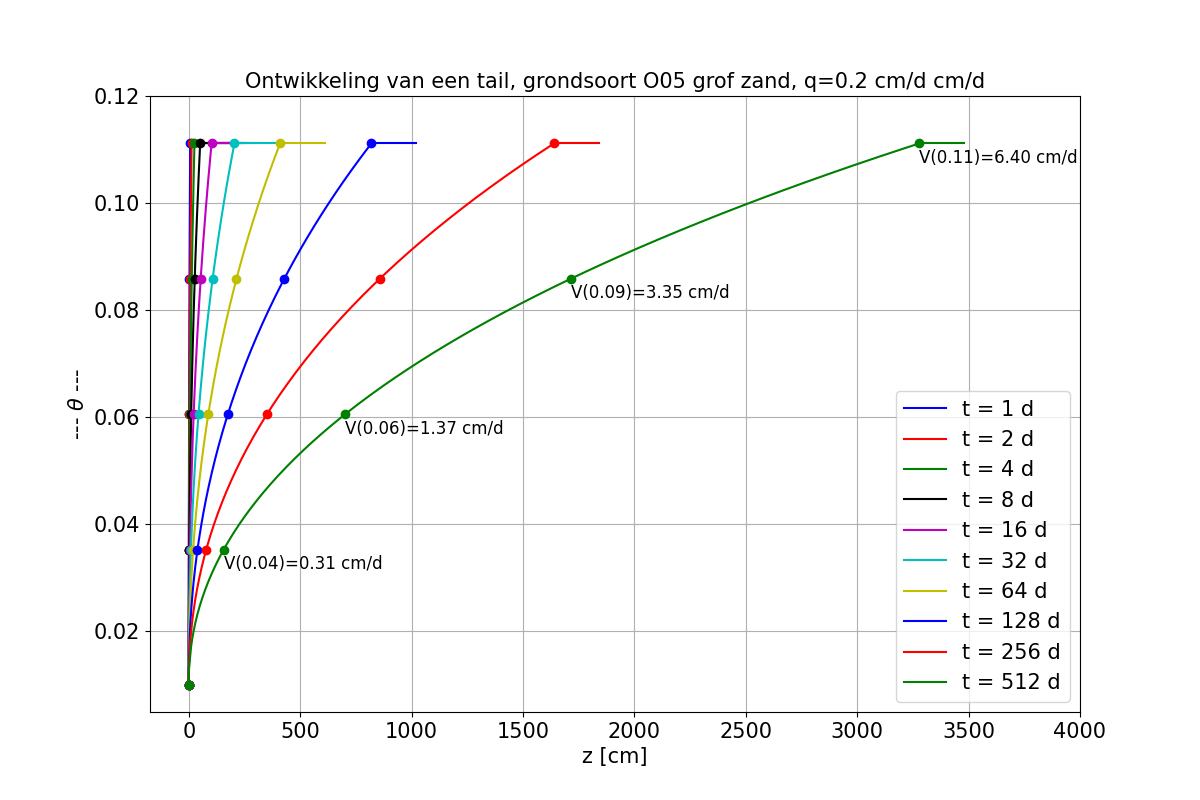 Ontwikkeling van een tail, grondsoort O05 grof zand, q=0.2 cm/d cm/d
0.12
0.10
0.08
0.06
0.04
0.02
--- θ ---
V(0.11)=6.40 cm/d
V(0.09)=3.35 cm/d
V(0.06)=1.37 cm/d
V(0.04)=0.31 cm/d
t = 1 d
t = 2 d
t = 4 d
t = 8 d
t = 16 d
t = 32 d
t = 64 d
t = 128 d
t = 256 d
t = 512 d
0 500 1000 1500 2000 2500 3000 3500 4000
z [cm]